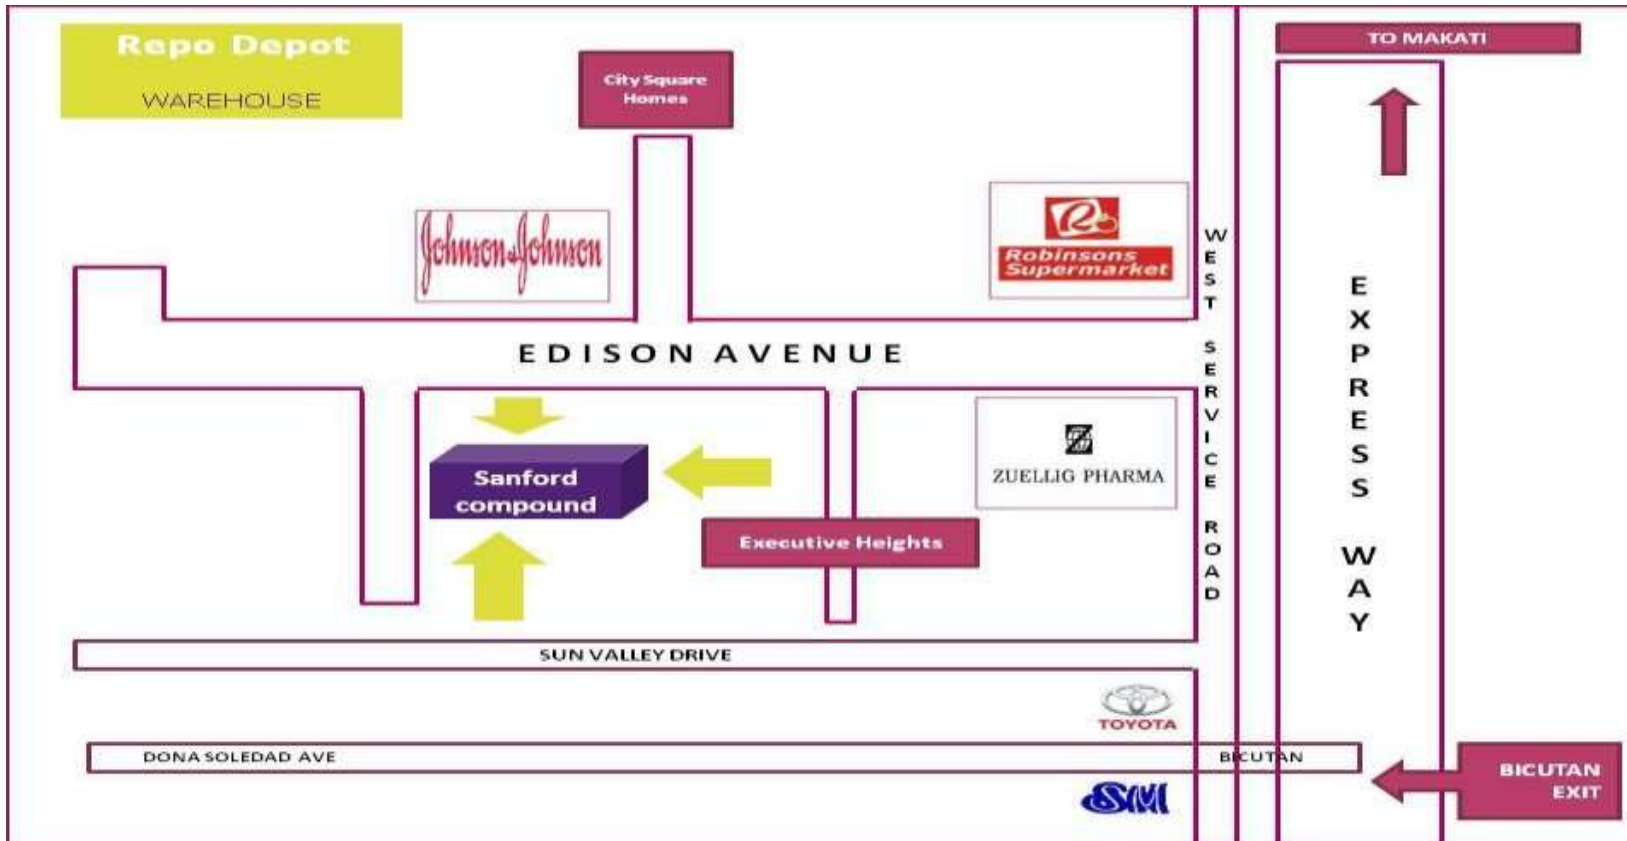 Repo Depot
WAREHOUSE
TO MAKATI
City Square
Homes
Johnson & Johnson
Robinsons
Supermarket
EDISON AVENUE
WEST SERVICE ROAD
EXPRESS WAY
Sanford
compound
ZUELLIG PHARMA
Executive Heights
SUN VALLEY DRIVE
TOYOTA
DONA SOLEDAD AVE
BICUTAN
BICUTAN
EXIT
SM